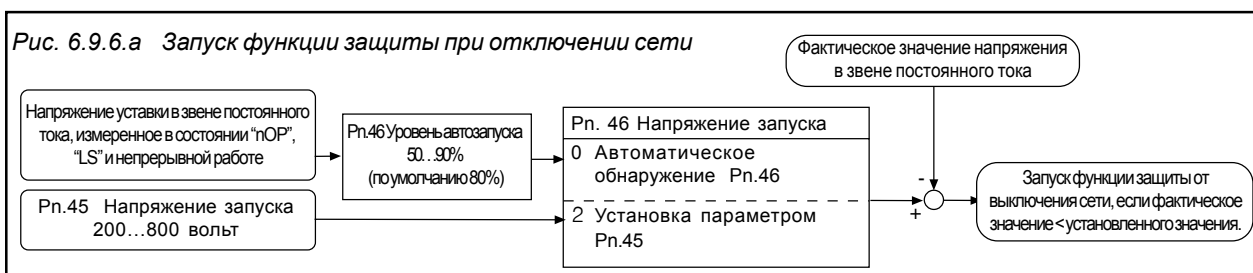 Рис. 6.9.6.а Запуск функции защиты при отключении сети
Фактическое значение напряжения
в звене постоянного тока
Напряжение уставки в звене постоянного
тока, измеренное в состоянии “nOP”,
“LS” и непрерывной работе
Pn.46 Уровень автозапуска
50…90%
(по умолчанию 80%)
Pn. 46 Напряжение запуска
0 Автоматическое
обнаружение Pn.46
2 Установка параметром
Pn.45
Pn.45 Напряжение запуска
200…800 вольт
-
+
Запуск функции защиты от
выключения сети, если фактическое
значение < установленного значения.